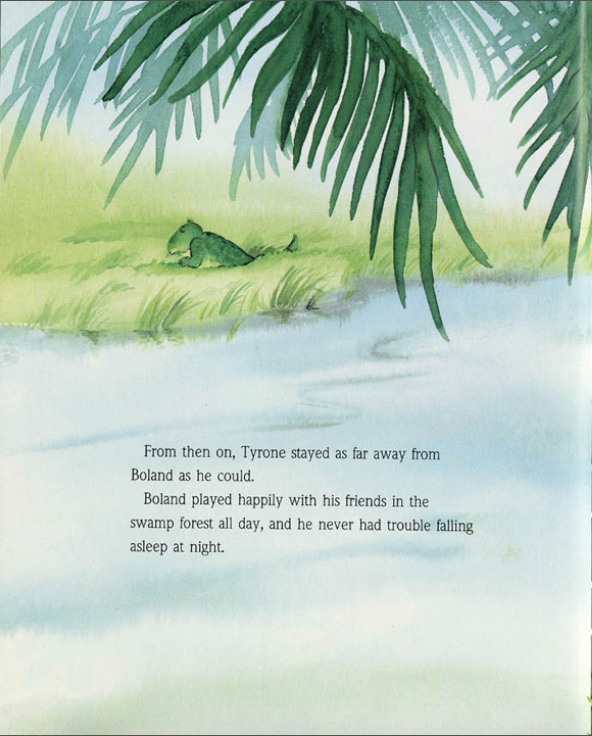 From then on, Tyrone stayed as far away from
Boland as he could.
Boland played happily with his friends in the
swamp forest all day, and he never had trouble falling
asleep at night.